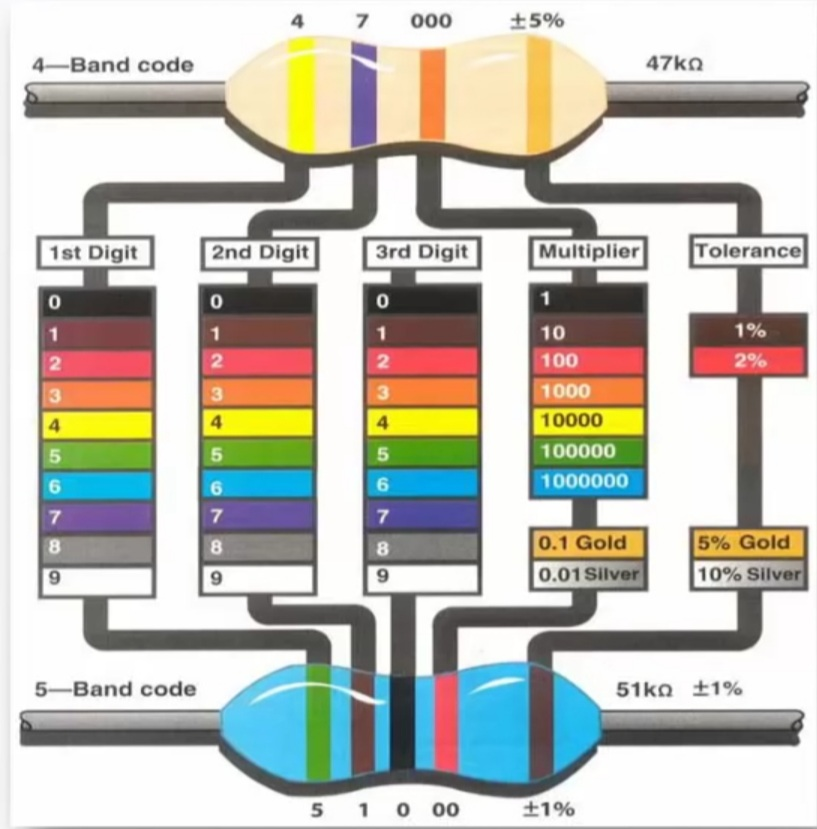 4 7 000 ±5%
4—Band code 47kΩ
1st Digit 2nd Digit 3rd Digit Multiplier Tolerance
0 0 0 1
1 1 1 10 1%
2 2 2 100 2%
3 3 3 1000
4 4 4 10000
5 5 5 100000
6 6 6 1000000
7 7 7
8 8 8 0.1 Gold 5% Gold
9 9 9 0.01 Silver 10% Silver
5—Band code 51kΩ ±1%
5 1 0 00 ±1%